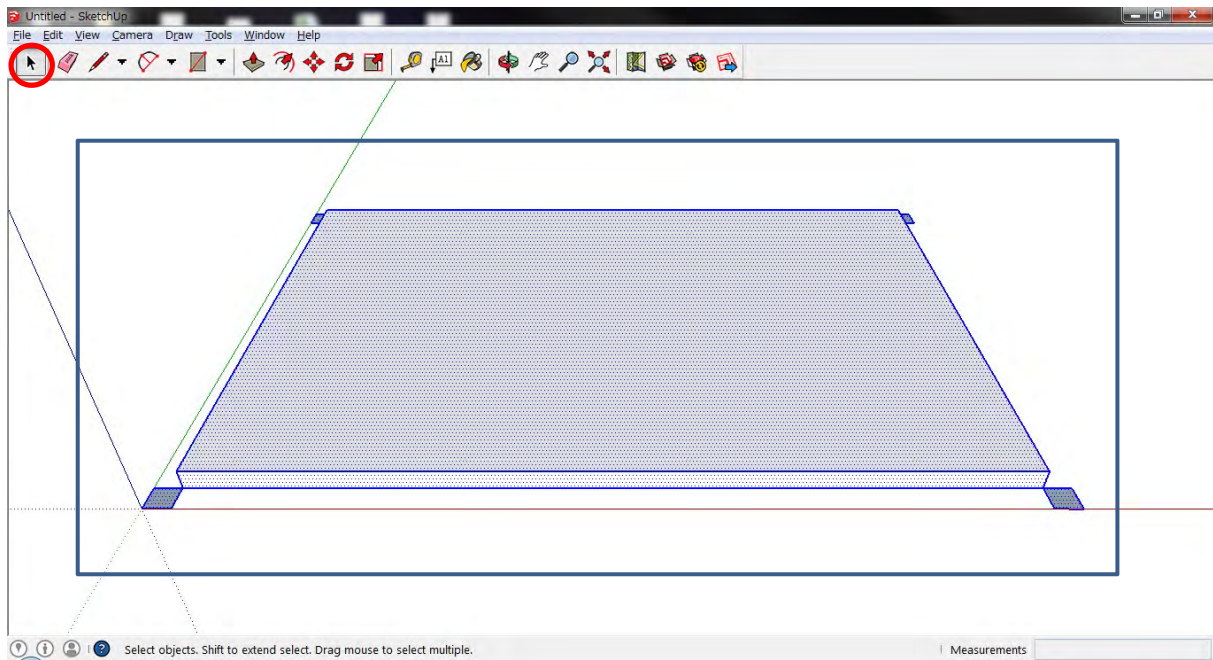 Untitled - SketchUp
File Edit View Camera Draw Tools Window Help
A1
Select objects. Shift to extend select. Drag mouse to select multiple.
Measurements